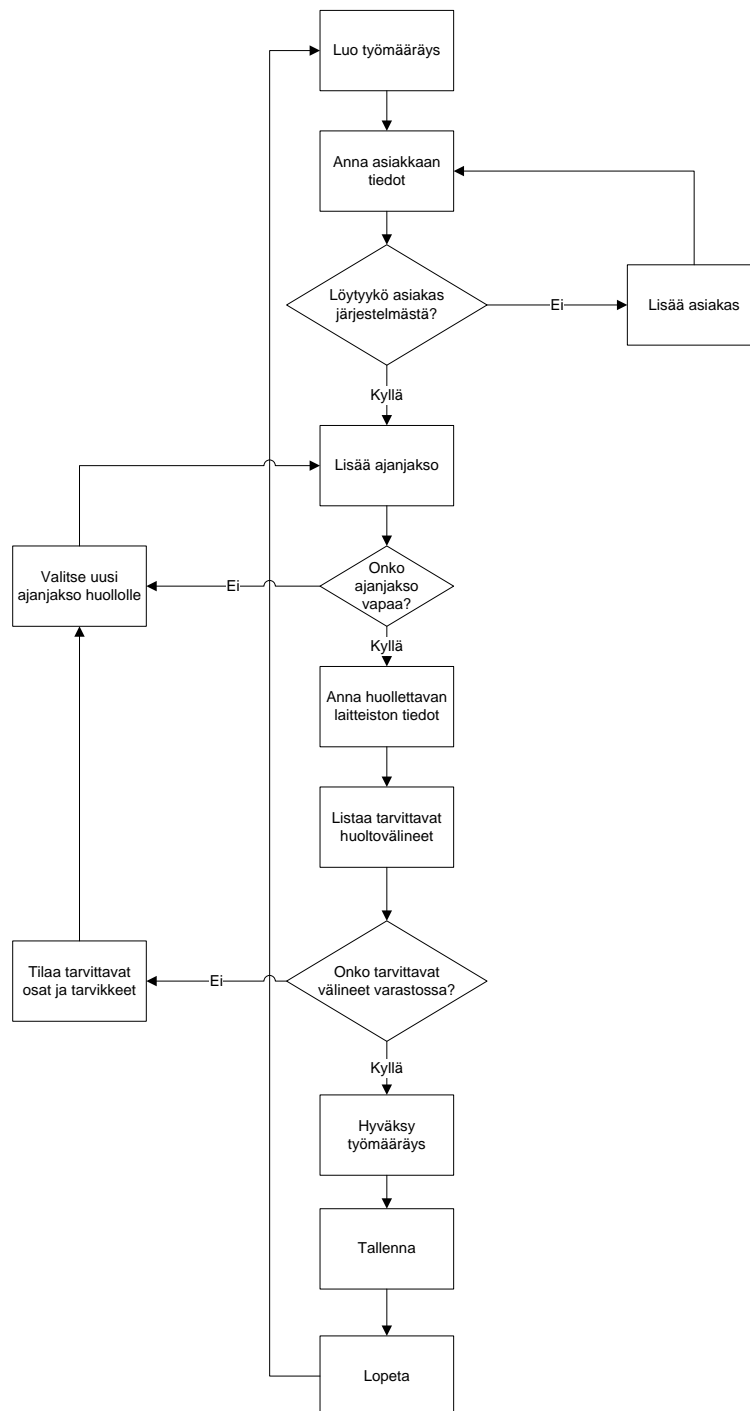 Luo työmääräys
Anna asiakkaan
tiedot
Löytyykö asiakas
järjestelmästä?
Ei
Lisää asiakas
Kyllä
Lisää ajanjakso
Valitse uusi
ajanjakso huollolle
Ei
Onko
ajanjakso
vapaa?
Kyllä
Anna huollettavan
laitteiston tiedot
Listaa tarvittavat
huoltovälineet
Tilaa tarvittavat
osat ja tarvikkeet
Ei
Onko tarvittavat
välineet varastossa?
Kyllä
Hyväksy
työmääräys
Tallenna
Lopeta